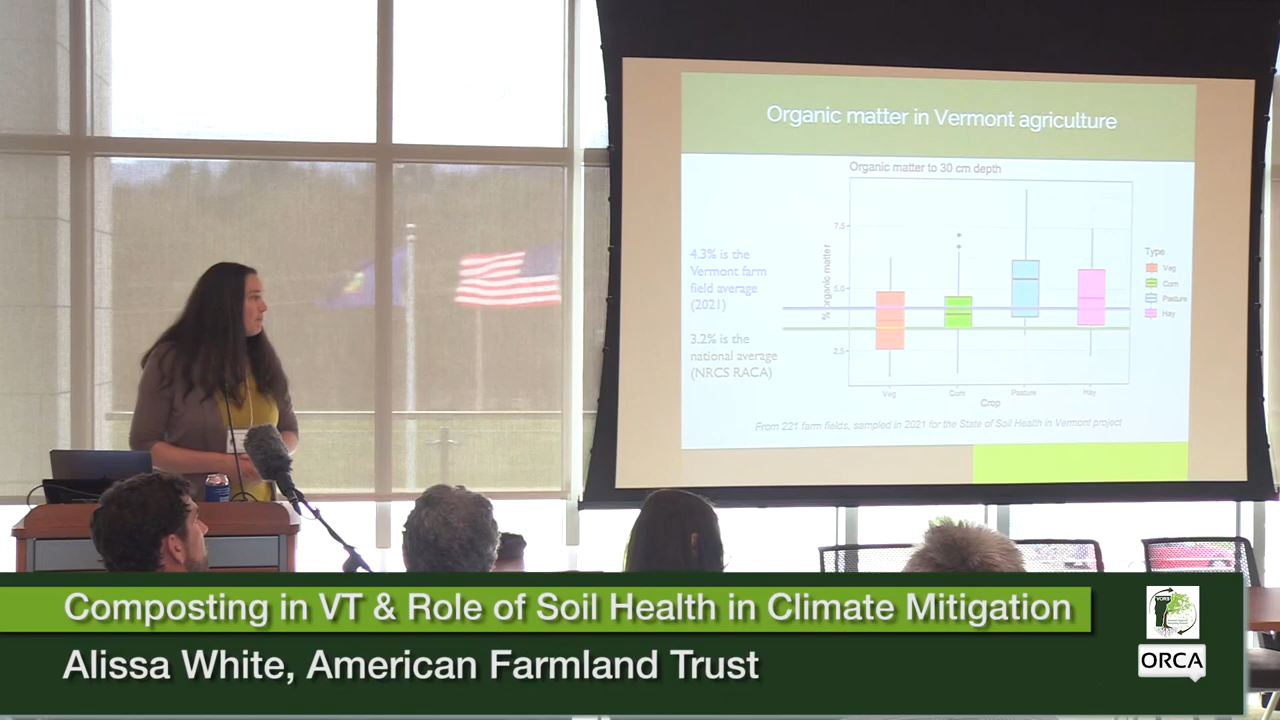 Organic matter in Vermont agriculture
Organic matter to 30 cm depth
4.3% is the
Vermont farm
field average
(2021)
3.2% is the
national average
(NRCS RACA)
% organic matter
7.5
5.0
2.5
Veg
Corn
Pasture
Hay
Crop
Type
Veg
Corn
Pasture
Hay
From 221 farm fields, sampled in 2021 for the State of Soil Health in Vermont project
Composting in VT & Role of Soil Health in Climate Mitigation
Alissa White, American Farmland Trust
ORCA